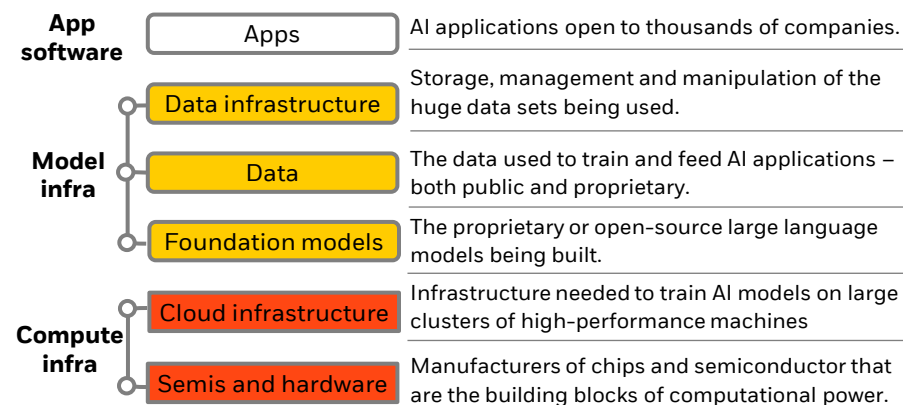 App
software
Apps
AI applications open to thousands of companies.
Data infrastructure
Storage, management and manipulation of the
huge data sets being used.
Model
infra
Data
The data used to train and feed AI applications –
both public and proprietary.
Foundation models
The proprietary or open-source large language
models being built.
Compute
infra
Cloud infrastructure
Infrastructure needed to train AI models on large
clusters of high-performance machines
Semis and hardware
Manufacturers of chips and semiconductor that
are the building blocks of computational power.